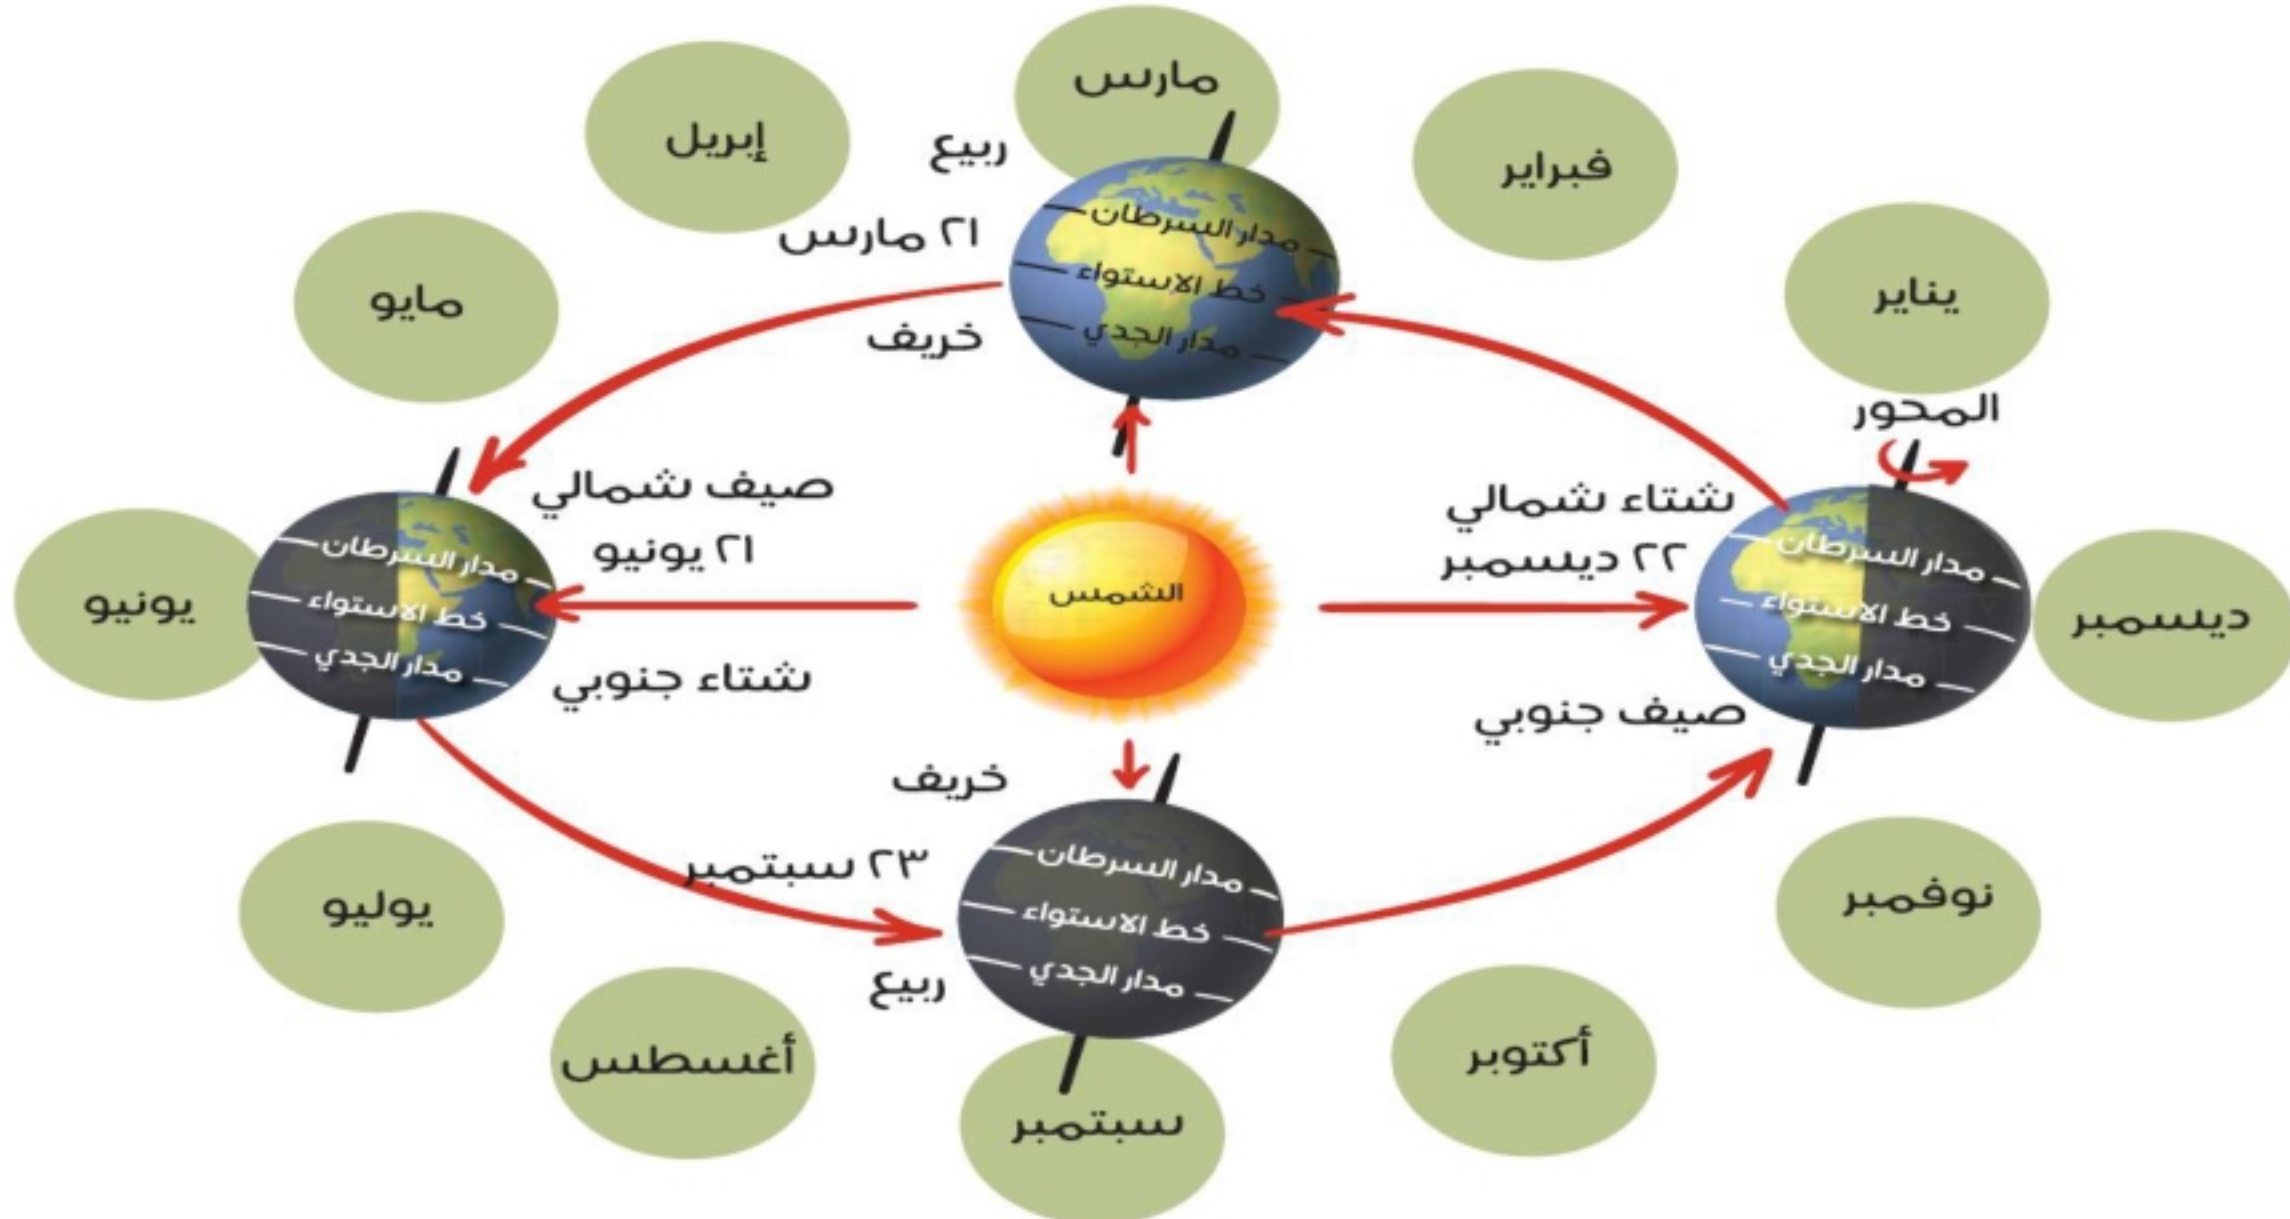 مارس
إبريل
فبراير
ربيع
٢١ مارس
خريف
مدار السرطان
خط الاستواء
مدار الجدي
مايو
يناير
المحور
صيف شمالي
٢١ يونيو
شتاء جنوبي
يونيو
مدار السرطان
خط الاستواء
مدار الجدي
الشمس
شتاء شمالي
٢٢ ديسمبر
صيف جنوبي
مدار السرطان
خط الاستواء
مدار الجدي
ديسمبر
خريف
٢٣ سبتمبر
ربيع
مدار السرطان
خط الاستواء
مدار الجدي
يوليو
نوفمبر
أغسطس
أكتوبر
سبتمبر